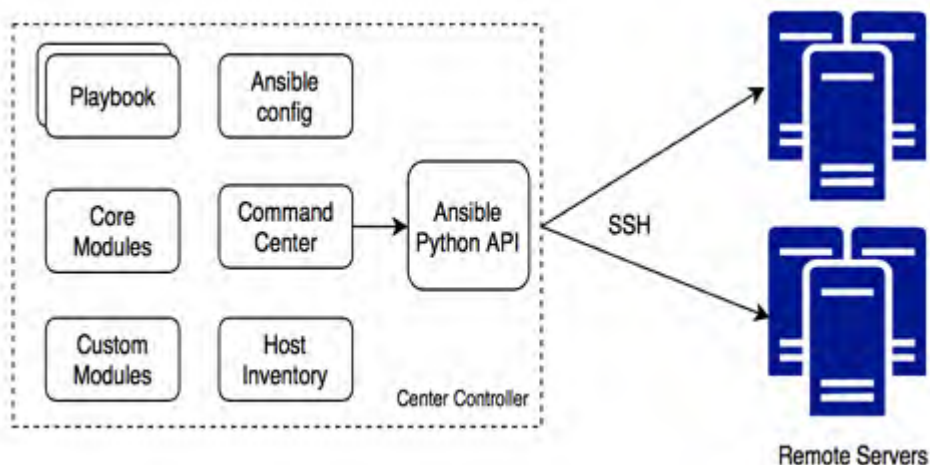 Playbook
Ansible
config
Core
Modules
Command
Center
Ansible
Python API
SSH
Custom
Modules
Host
Inventory
Center Controller
Remote Servers